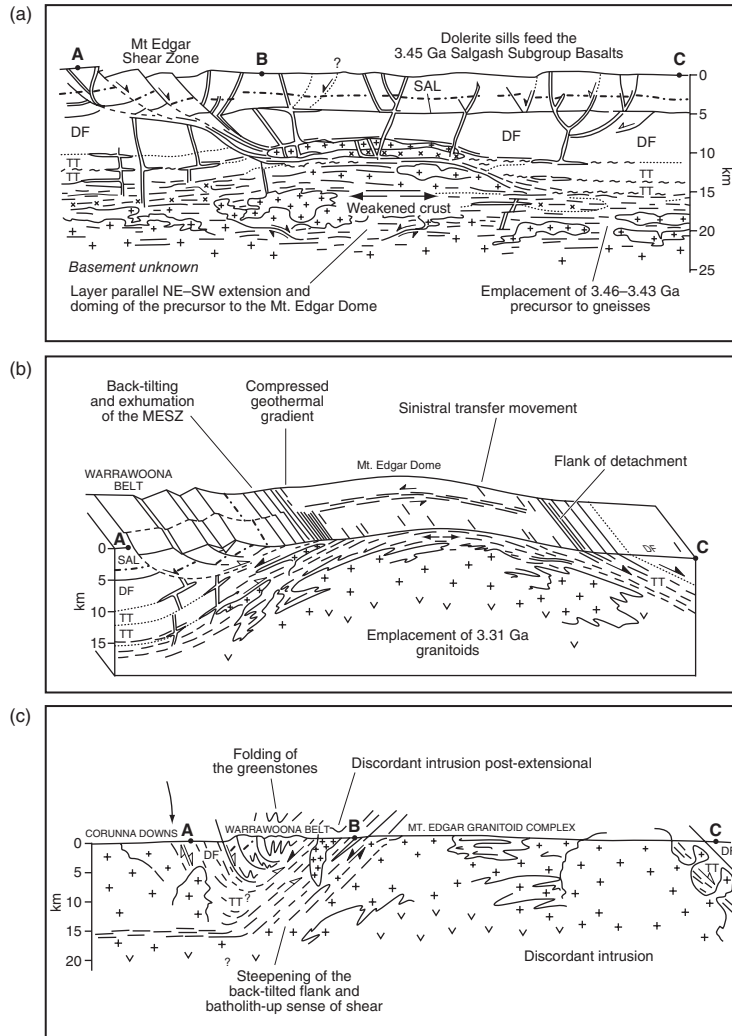 (a)
A
Mt Edgar
Shear Zone
B
?
Dolerite sills feed the
3.45 Ga Salgash Subgroup Basalts
C
SAL
DF
DF
DF
TT
TT
TT
TT
0
5
10
15
20
25
km
Weakened crust
Basement unknown
Layer parallel NE–SW extension and
doming of the precursor to the Mt. Edgar Dome
Emplacement of 3.46–3.43 Ga
precursor to gneisses
(b)
Back-tilting
and exhumation
of the MESZ
Compressed
geothermal
gradient
Sinistral transfer movement
Mt. Edgar Dome
Flank of detachment
WARRAWOONA
BELT
A
C
0
5
10
15
km
SAL
DF
TT
TT
DF
TT
Emplacement of 3.31 Ga
granitoids
(c)
Folding of
the greenstones
Discordant intrusion post-extensional
CORUNNA DOWNS
A
WARRAWOONA BELT
B
MT. EDGAR GRANITOID COMPLEX
C
0
5
10
15
20
km
DF
TT
?
DF
TT
?
Steepening of the
back-tilted flank and
batholith-up sense of shear
Discordant intrusion